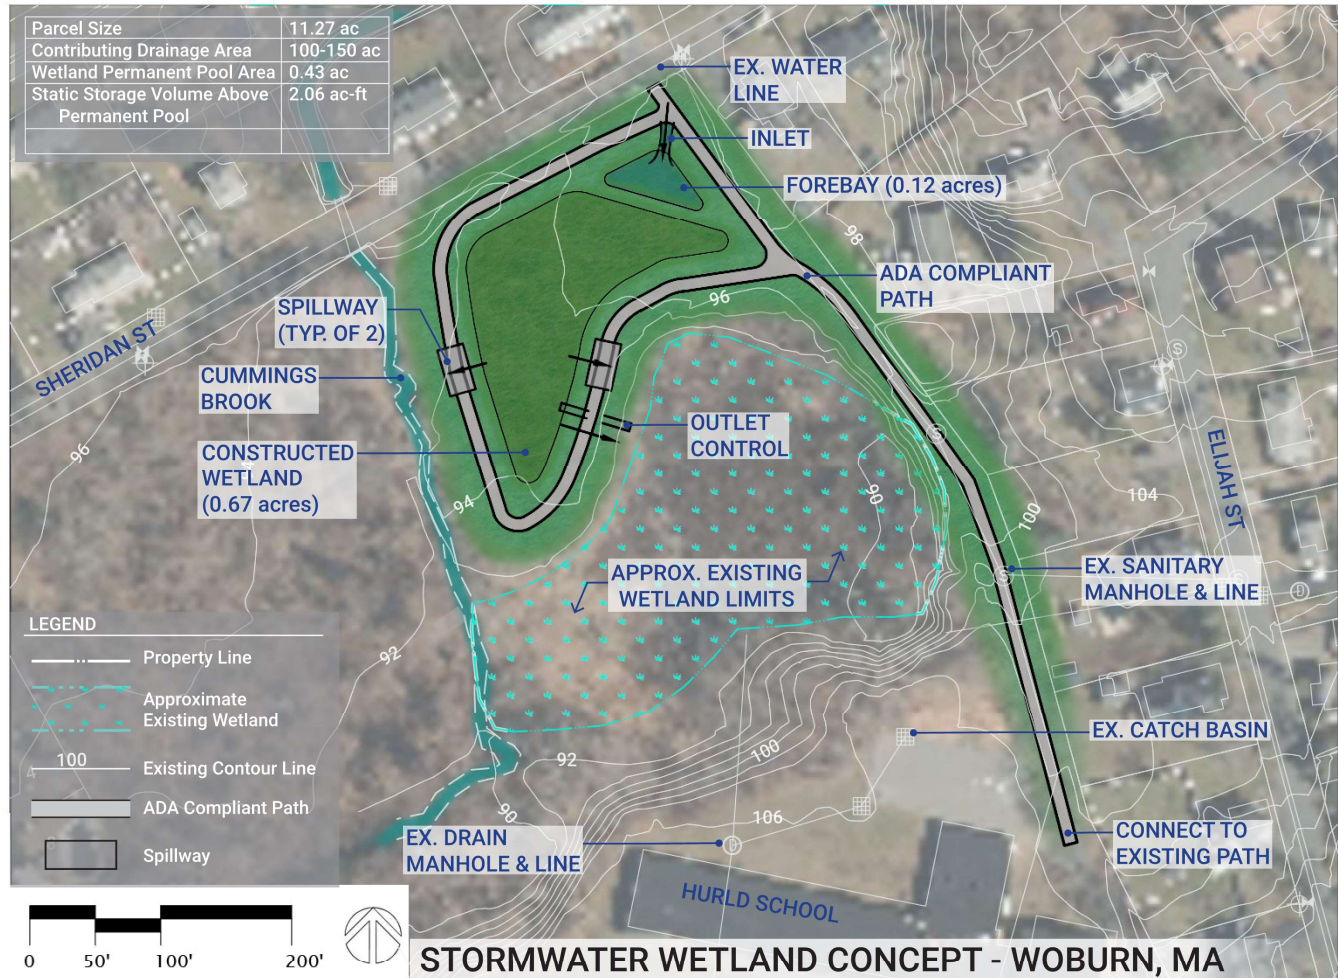 Parcel Size 11.27 ac
Contributing Drainage Area 100-150 ac
Wetland Permanent Pool Area 0.43 ac
Static Storage Volume Above 2.06 ac-ft
Permanent Pool
EX. WATER
LINE
INLET
FOREBAY (0.12 acres)
98
ADA COMPLIANT
PATH
96
SPILLWAY
(TYP. OF 2)
SHERIDAN ST
CUMMINGS
BROOK
OUTLET
CONTROL
CONSTRUCTED
WETLAND
(0.67 acres)
96
94
90
S
S
ELIJAH ST
104
100
APPROX. EXISTING
WETLAND LIMITS
EX. SANITARY
MANHOLE & LINE
S
D
LEGEND
Property Line
Approximate
Existing Wetland
100
Existing Contour Line
ADA Compliant Path
Spillway
92
92
90
100
106
EX. CATCH BASIN
EX. DRAIN
MANHOLE & LINE
D
CONNECT TO
EXISTING PATH
HURLD SCHOOL
0 50' 100' 200'
STORMWATER WETLAND CONCEPT - WOBURN, MA